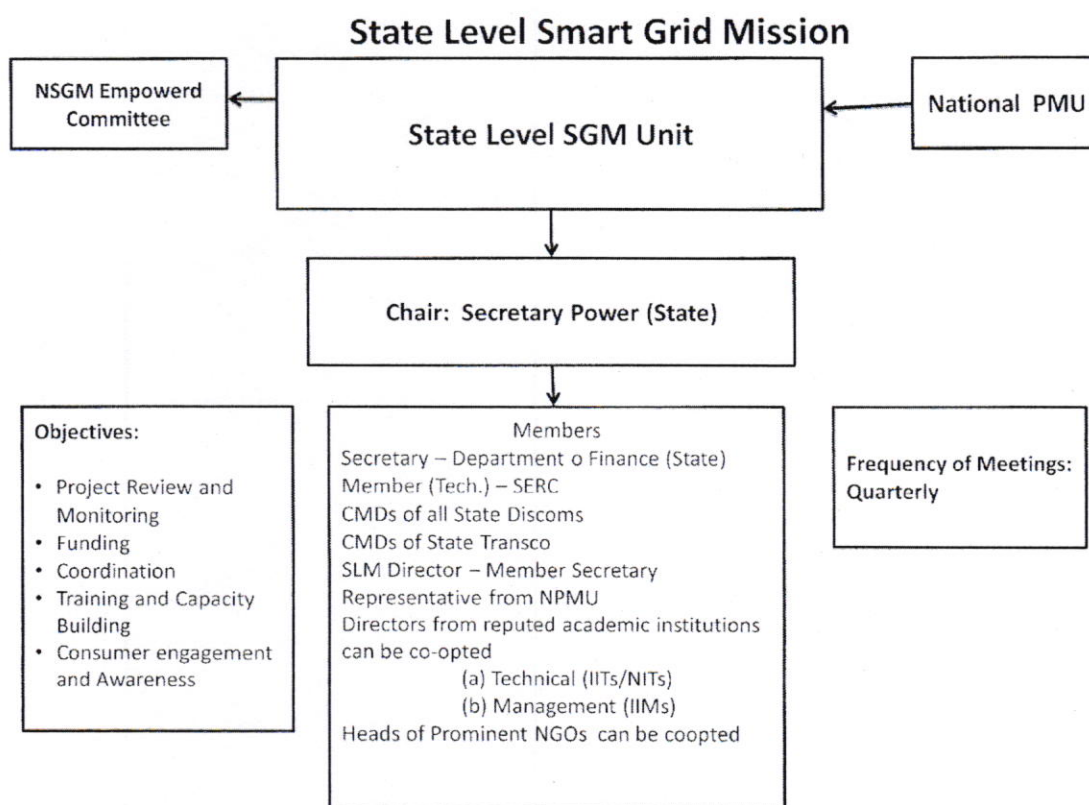 State Level Smart Grid Mission
NSGM Empowerd
Committee
State Level SGM Unit
National PMU
Chair: Secretary Power (State)
Objectives:
• Project Review and
Monitoring
• Funding
• Coordination
• Training and Capacity
Building
• Consumer engagement
and Awareness
Members
Secretary – Department o Finance (State)
Member (Tech.) – SERC
CMDs of all State Discoms
CMDs of State Transco
SLM Director – Member Secretary
Representative from NPMU
Directors from reputed academic institutions
can be co-opted
(a) Technical (IITs/NITs)
(b) Management (IIMs)
Heads of Prominent NGOs can be coopted
Frequency of Meetings:
Quarterly